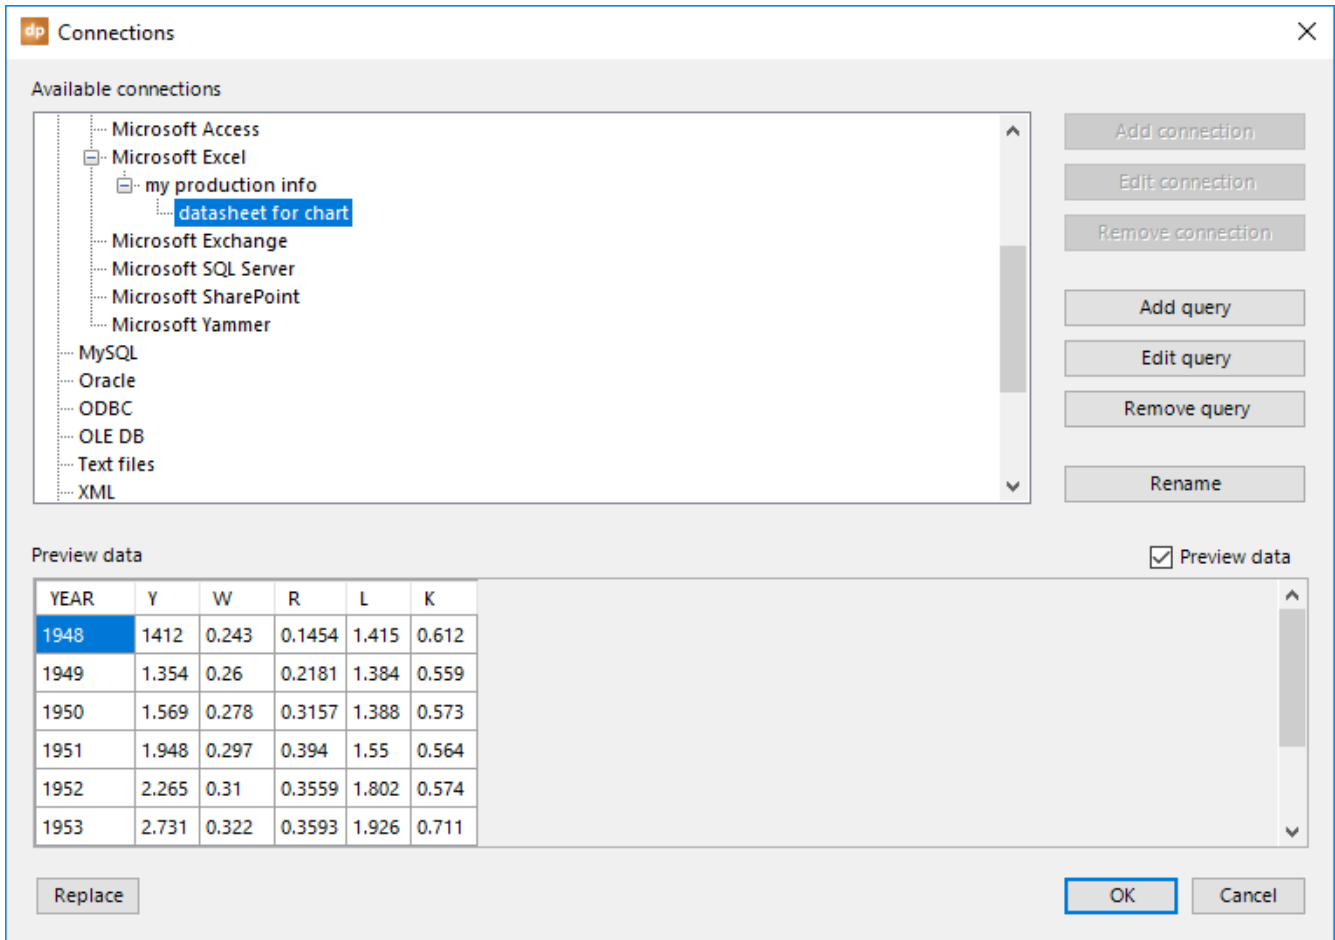 dp Connections
Available connections
Microsoft Access
Microsoft Excel
my production info
datasheet for chart
Microsoft Exchange
Microsoft SQL Server
Microsoft SharePoint
Microsoft Yammer
MySQL
Oracle
ODBC
OLE DB
Text files
XML
Add connection
Edit connection
Remove connection
Add query
Edit query
Remove query
Rename
Preview data
Preview data
YEAR Y W R L K
1948 1412 0.243 0.1454 1.415 0.612
1949 1.354 0.26 0.2181 1.384 0.559
1950 1.569 0.278 0.3157 1.388 0.573
1951 1.948 0.297 0.394 1.55 0.564
1952 2.265 0.31 0.3559 1.802 0.574
1953 2.731 0.322 0.3593 1.926 0.711
Replace OK Cancel